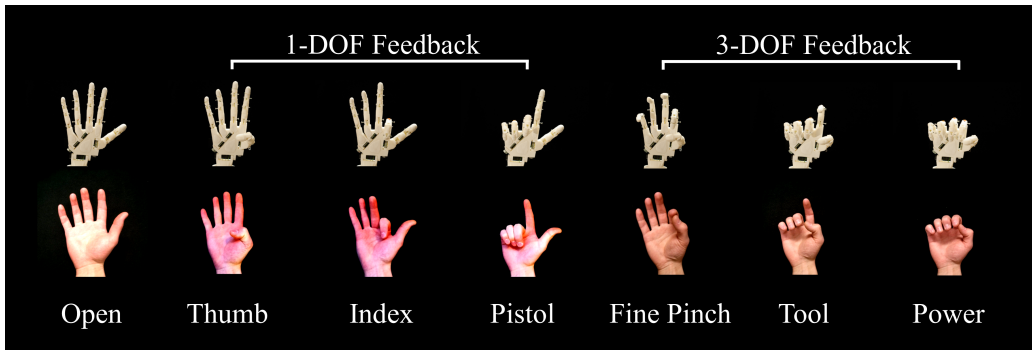 1-DOF Feedback 3-DOF Feedback
Open Thumb Index Pistol Fine Pinch Tool Power